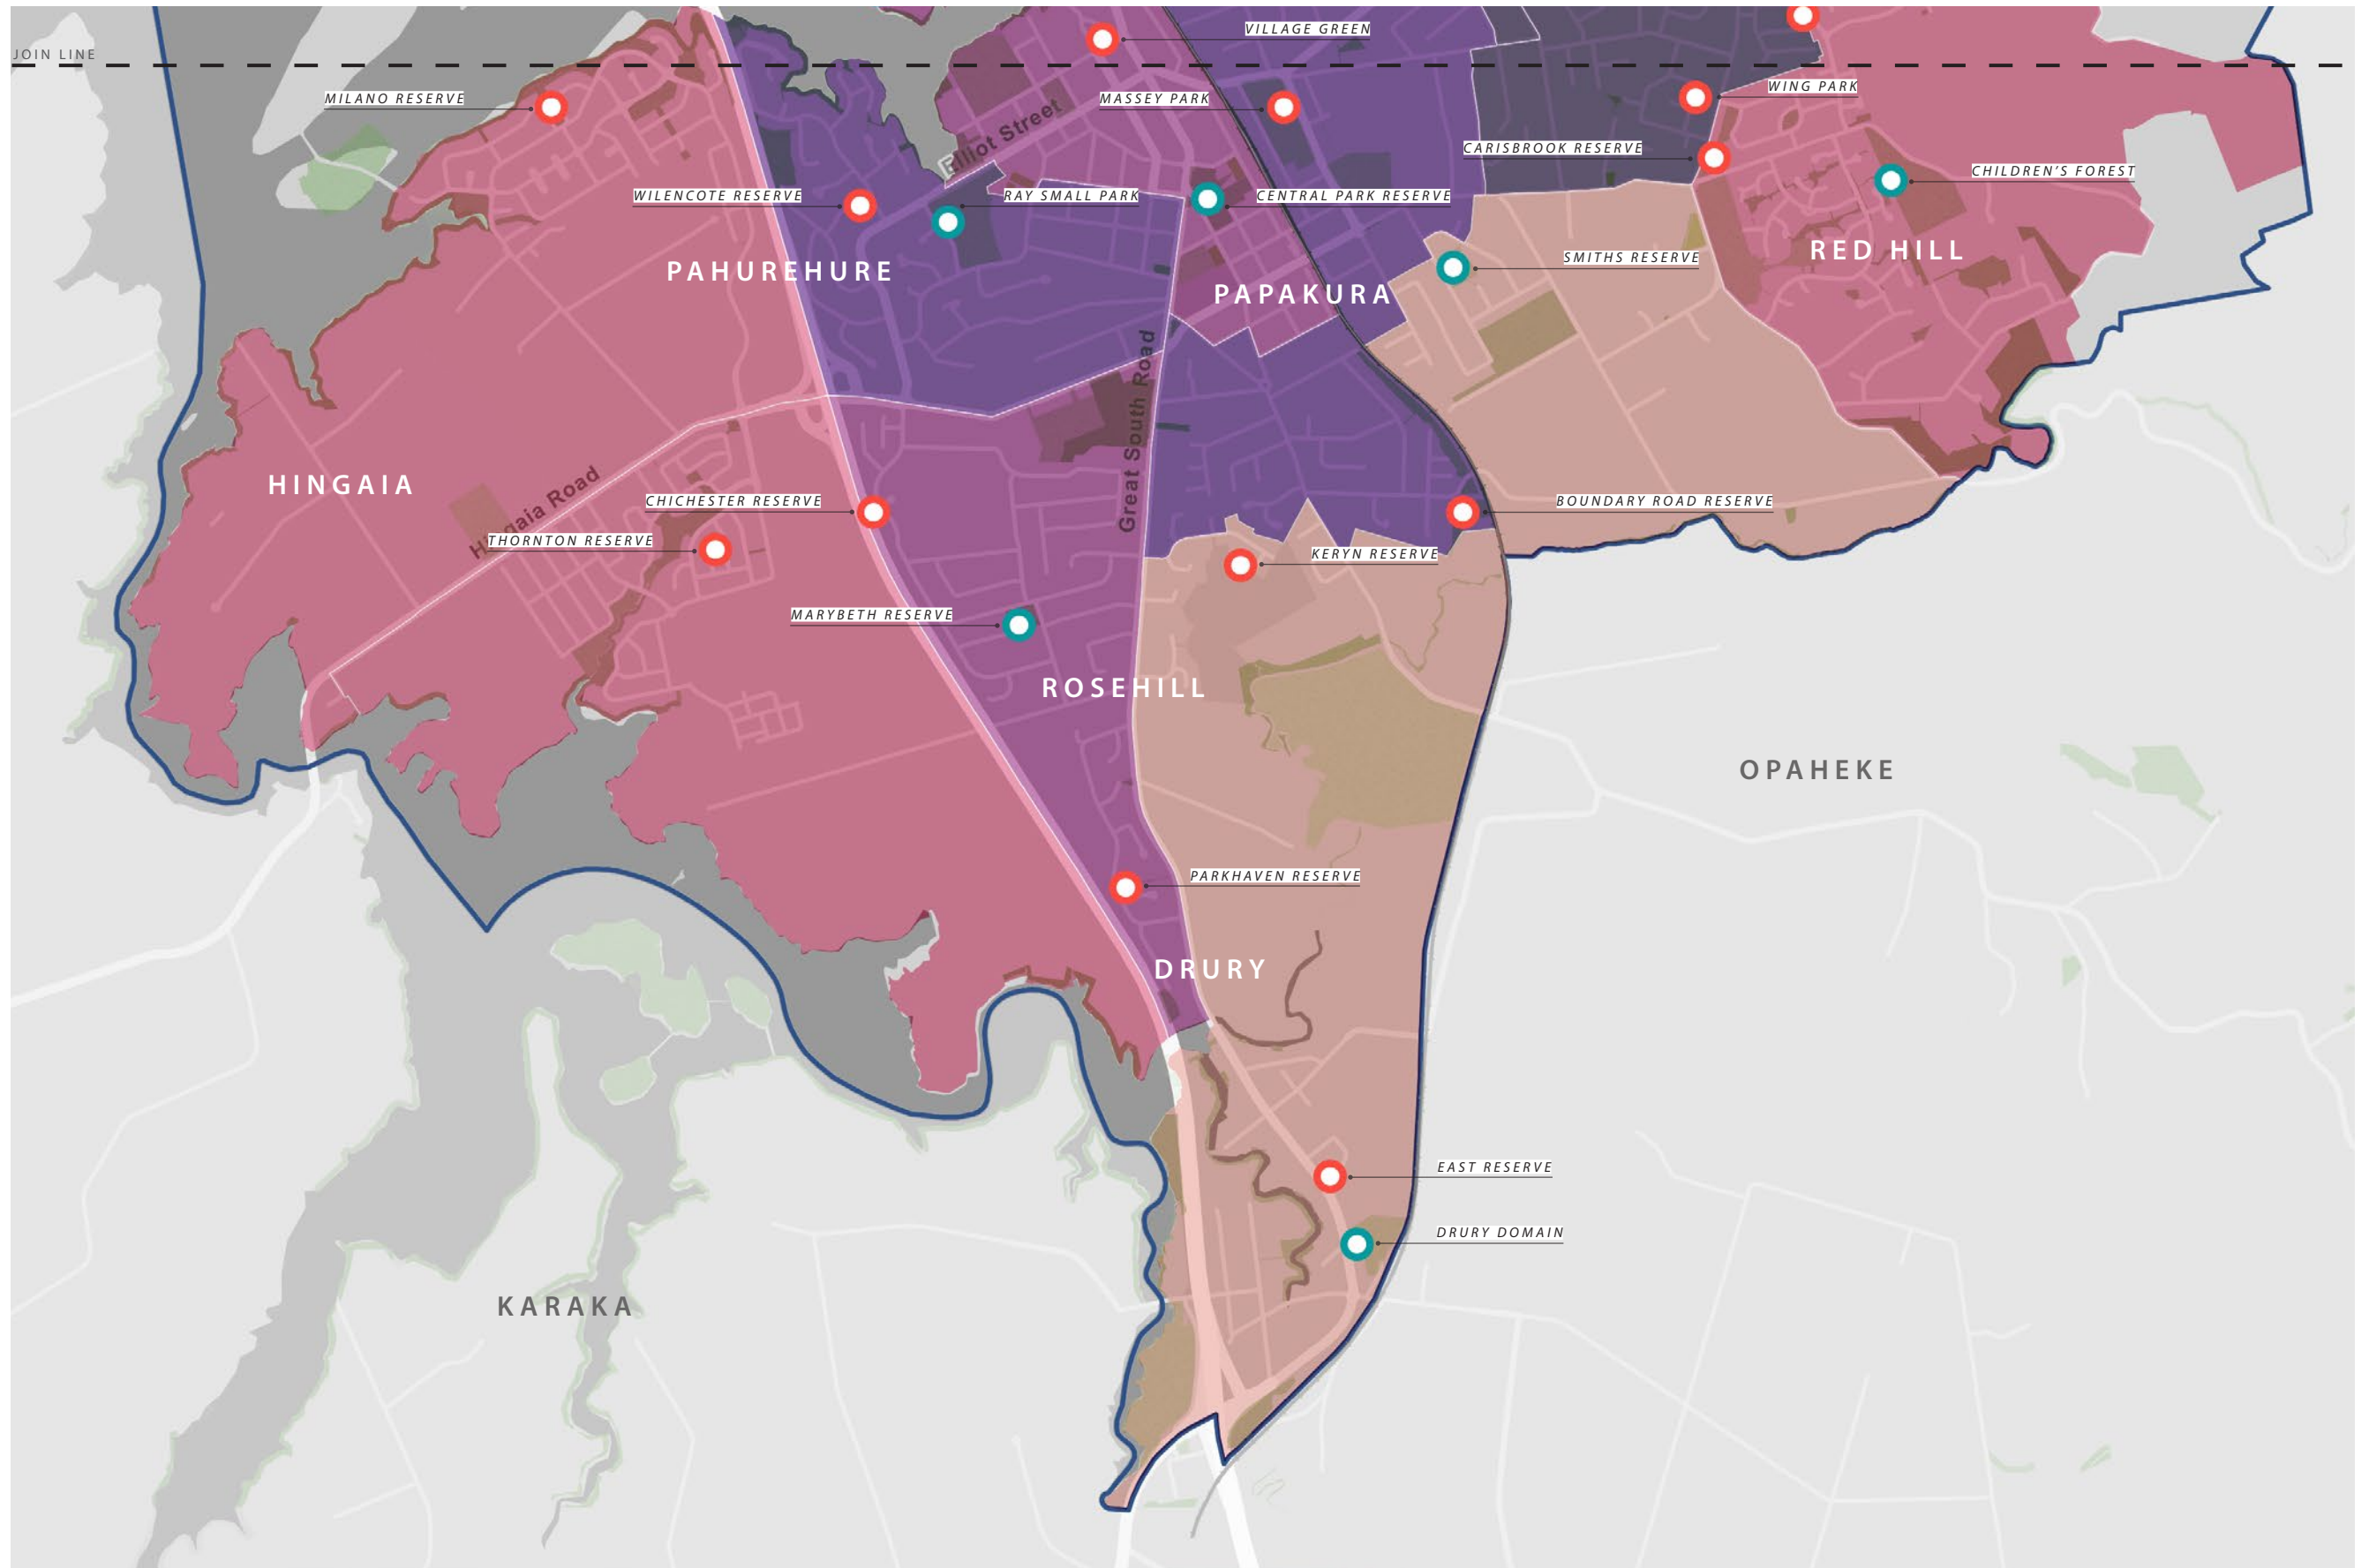 VILLAGE GREEN
JOIN LINE
WING PARK
MILANO RESERVE
MASSEY PARK
Elliot Street
CARISBROOK RESERVE
CHILDREN'S FOREST
WILENCOTE RESERVE
RAY SMALL PARK
CENTRAL PARK RESERVE
RED HILL
SMITHS RESERVE
PAHUREHURE
PAPAKURA
Great South Road
HINGAIA
Hingaia Road
CHICHESTER RESERVE
BOUNDARY ROAD RESERVE
THORNTON RESERVE
KERYN RESERVE
MARYBETH RESERVE
ROSEHILL
OPAHEKE
PARKHAVEN RESERVE
DRURY
EAST RESERVE
DRURY DOMAIN
KARAKA